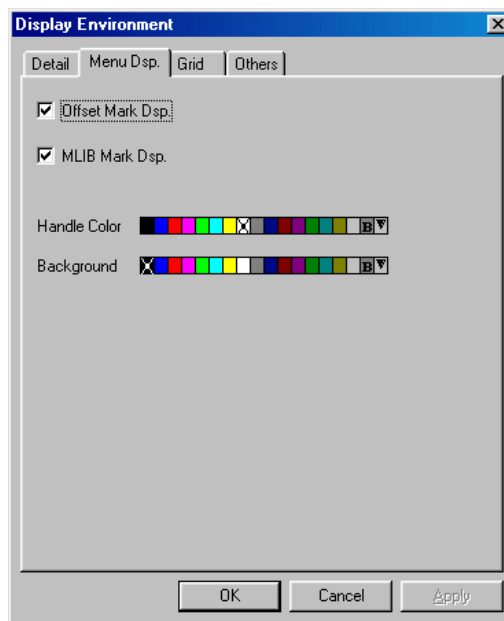 Display Environment
Detail Menu Dsp. Grid Others
Offset Mark Dsp.
MLIB Mark Dsp.
Handle Color B
Background B
OK Cancel Apply